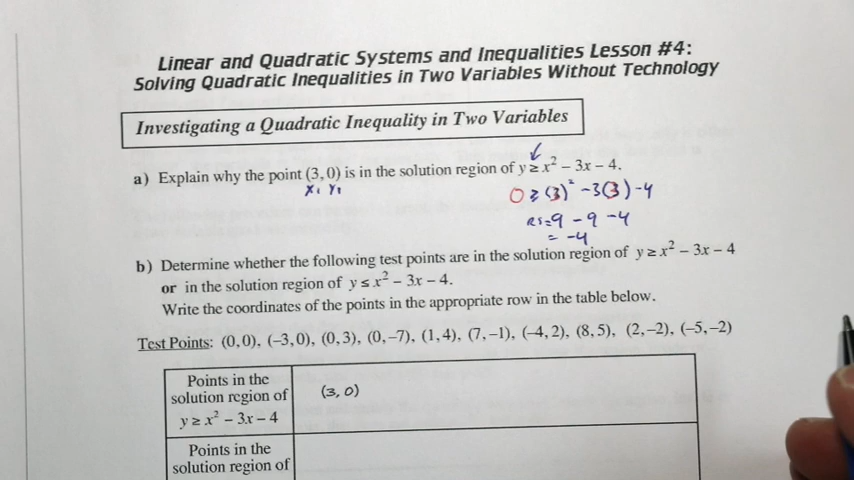 Linear and Quadratic Systems and Inequalities Lesson #4:
Solving Quadratic Inequalities in Two Variables Without Technology
Investigating a Quadratic Inequality in Two Variables
a) Explain why the point (3, 0) is in the solution region of y ≥ x² – 3x – 4.
x₁ y₁
0 ≥ (3)² - 3(3) - 4
RS = 9 - 9 - 4
= -4
b) Determine whether the following test points are in the solution region of y ≥ x² – 3x – 4
or in the solution region of y ≤ x² – 3x – 4.
Write the coordinates of the points in the appropriate row in the table below.
Test Points: (0,0), (–3,0), (0,3), (0,–7), (1,4), (7,–1), (–4,2), (8,5), (2,–2), (–5,–2)
Points in the
solution region of
y ≥ x² – 3x – 4
(3, 0)
Points in the
solution region of